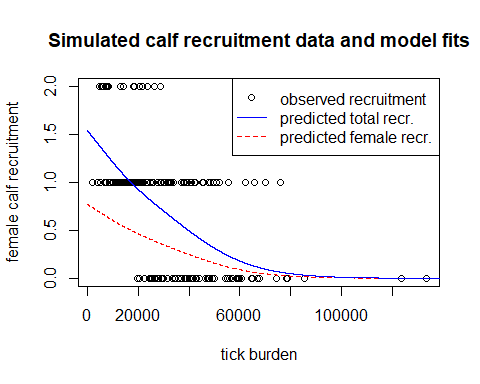 Simulated calf recruitment data and model fits
observed recruitment
predicted total recr.
predicted female recr.
female calf recruitment
2.0
1.5
1.0
0.5
0.0
0 20000 60000 100000
tick burden